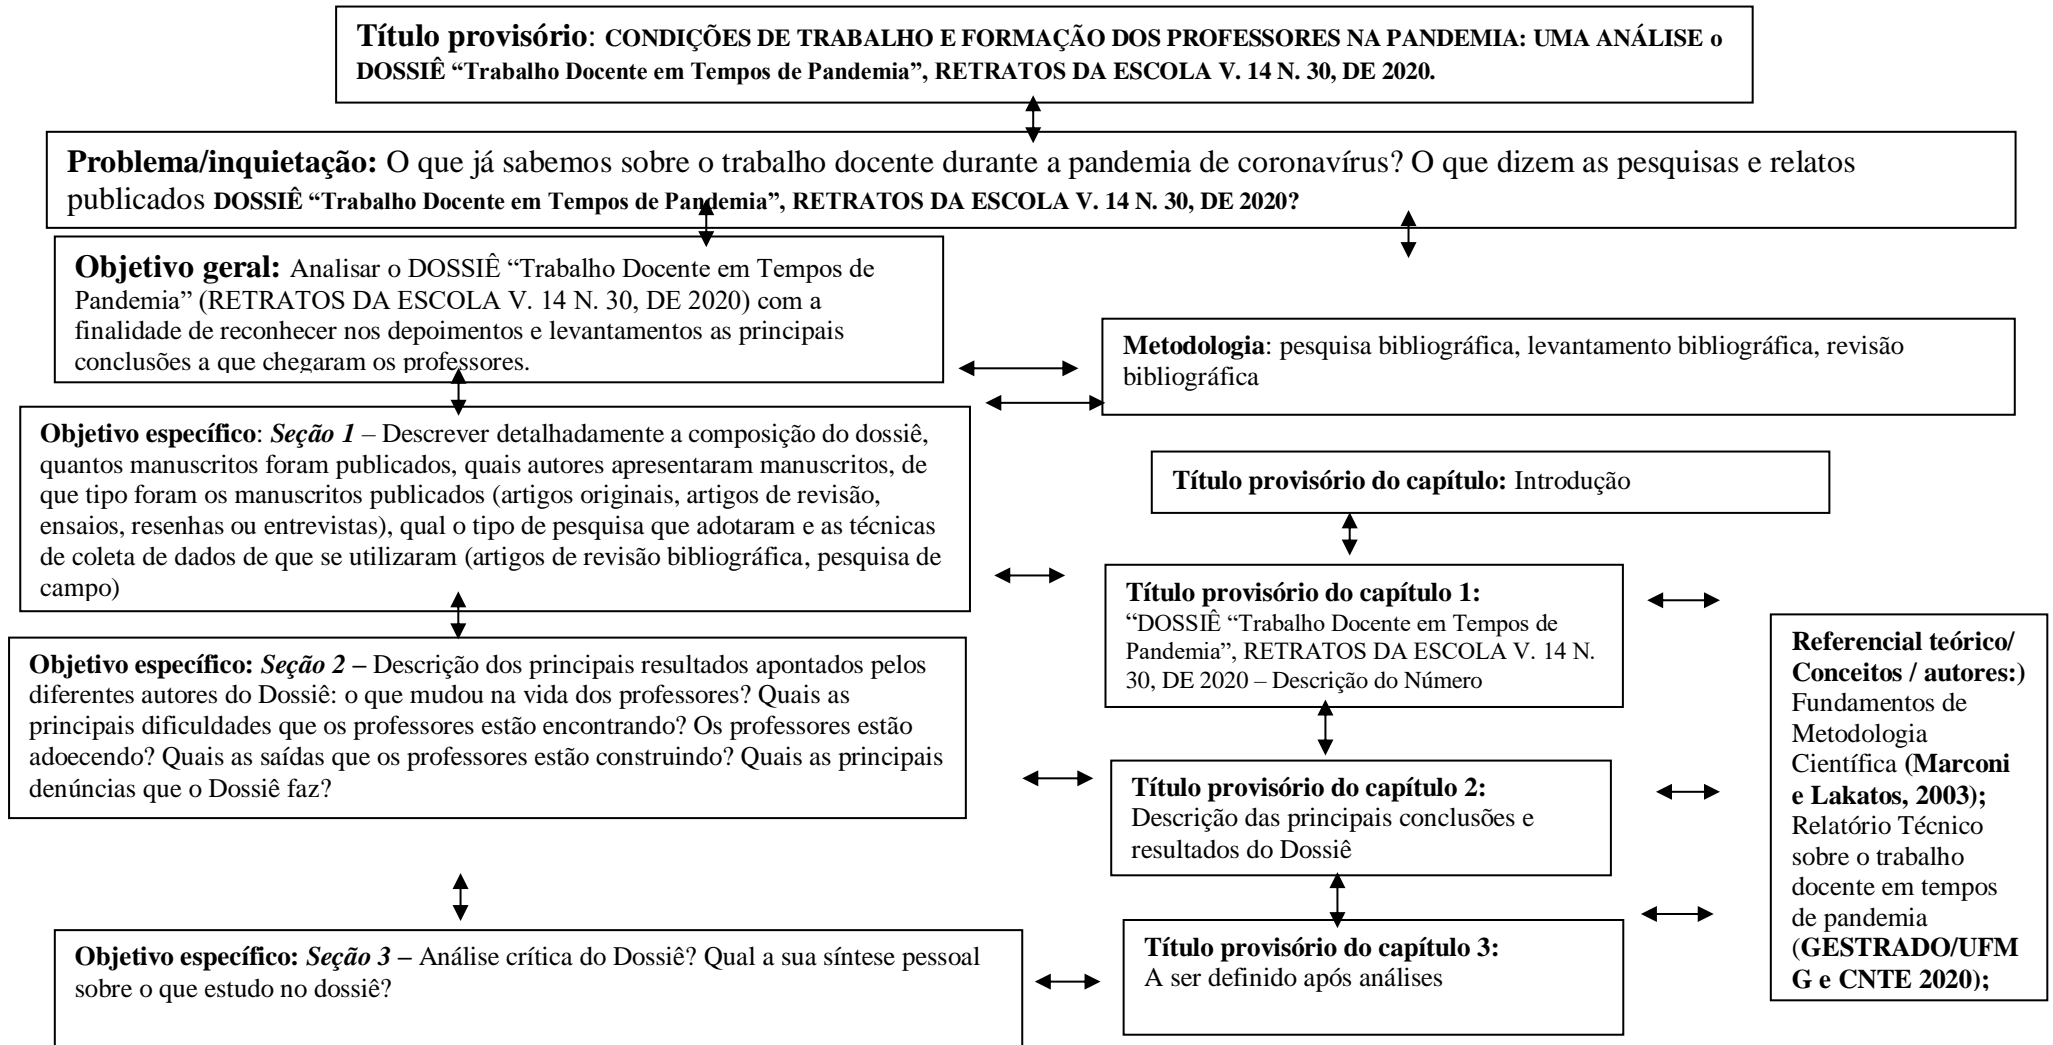 Título provisório: CONDIÇÕES DE TRABALHO E FORMAÇÃO DOS PROFESSORES NA PANDEMIA: UMA ANÁLISE o
DOSSIÊ “Trabalho Docente em Tempos de Pandemia”, RETRATOS DA ESCOLA V. 14 N. 30, DE 2020.
Problema/inquietação: O que já sabemos sobre o trabalho docente durante a pandemia de coronavírus? O que dizem as pesquisas e relatos
publicados DOSSIÊ “Trabalho Docente em Tempos de Pandemia”, RETRATOS DA ESCOLA V. 14 N. 30, DE 2020?
Objetivo geral: Analisar o DOSSIÊ “Trabalho Docente em Tempos de
Pandemia” (RETRATOS DA ESCOLA V. 14 N. 30, DE 2020) com a
finalidade de reconhecer nos depoimentos e levantamentos as principais
conclusões a que chegaram os professores.
Metodologia: pesquisa bibliográfica, levantamento bibliográfica, revisão
bibliográfica
Objetivo específico: Seção 1 – Descrever detalhadamente a composição do dossiê,
quantos manuscritos foram publicados, quais autores apresentaram manuscritos, de
que tipo foram os manuscritos publicados (artigos originais, artigos de revisão,
ensaios, resenhas ou entrevistas), qual o tipo de pesquisa que adotaram e as técnicas
de coleta de dados de que se utilizaram (artigos de revisão bibliográfica, pesquisa de
campo)
Título provisório do capítulo: Introdução
Título provisório do capítulo 1:
“DOSSIÊ “Trabalho Docente em Tempos de
Pandemia”, RETRATOS DA ESCOLA V. 14 N.
30, DE 2020 – Descrição do Número
Objetivo específico: Seção 2 – Descrição dos principais resultados apontados pelos
diferentes autores do Dossiê: o que mudou na vida dos professores? Quais as
principais dificuldades que os professores estão encontrando? Os professores estão
adoecendo? Quais as saídas que os professores estão construindo? Quais as principais
denúncias que o Dossiê faz?
Título provisório do capítulo 2:
Descrição das principais conclusões e
resultados do Dossiê
Objetivo específico: Seção 3 – Análise crítica do Dossiê? Qual a sua síntese pessoal
sobre o que estudo no dossiê?
Título provisório do capítulo 3:
A ser definido após análises
Referencial teórico/
Conceitos / autores:)
Fundamentos de
Metodologia
Científica (Marconi
e Lakatos, 2003);
Relatório Técnico
sobre o trabalho
docente em tempos
de pandemia
(GESTRADO/UFM
G e CNTE 2020);